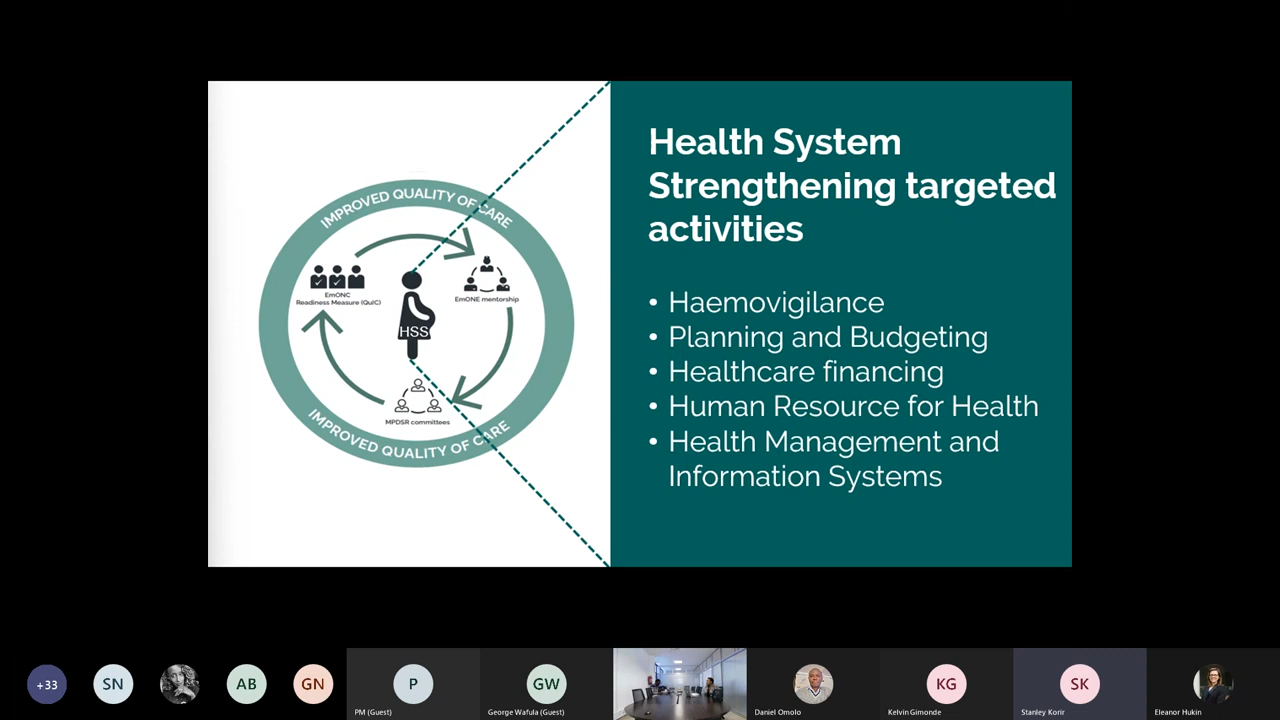 IMPROVED QUALITY OF CARE
EmONC
Readiness Measure (QuIC)
EmONE mentorship
HSS
MPDSR committees
IMPROVED QUALITY OF CARE
Health System
Strengthening targeted
activities
• Haemovigilance
• Planning and Budgeting
• Healthcare financing
• Human Resource for Health
• Health Management and
Information Systems
+33
SN
AB
GN
P
PM (Guest)
GW
George Wafula (Guest)
Daniel Omolo
KG
Kelvin Gimonde
SK
Stanley Korir
Eleanor Hukin